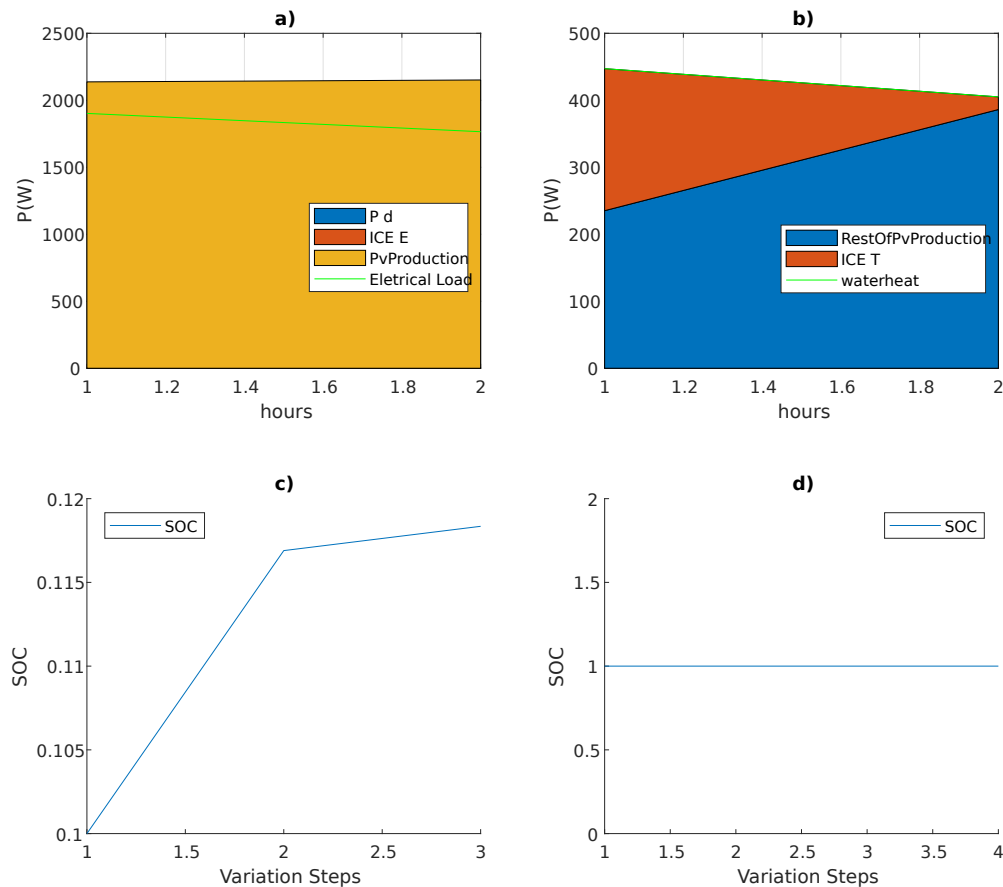 a)
2500
2000
1500
1000
500
0
P(W)
P d
ICE E
PvProduction
Eletrical Load
1 1.2 1.4 1.6 1.8 2
hours
b)
500
400
300
200
100
0
P(W)
RestOfPvProduction
ICE T
waterheat
1 1.2 1.4 1.6 1.8 2
hours
c)
0.12
0.115
0.11
0.105
0.1
SOC
SOC
1 1.5 2 2.5 3
Variation Steps
d)
2
1.5
1
0.5
0
SOC
SOC
1 1.5 2 2.5 3 3.5 4
Variation Steps